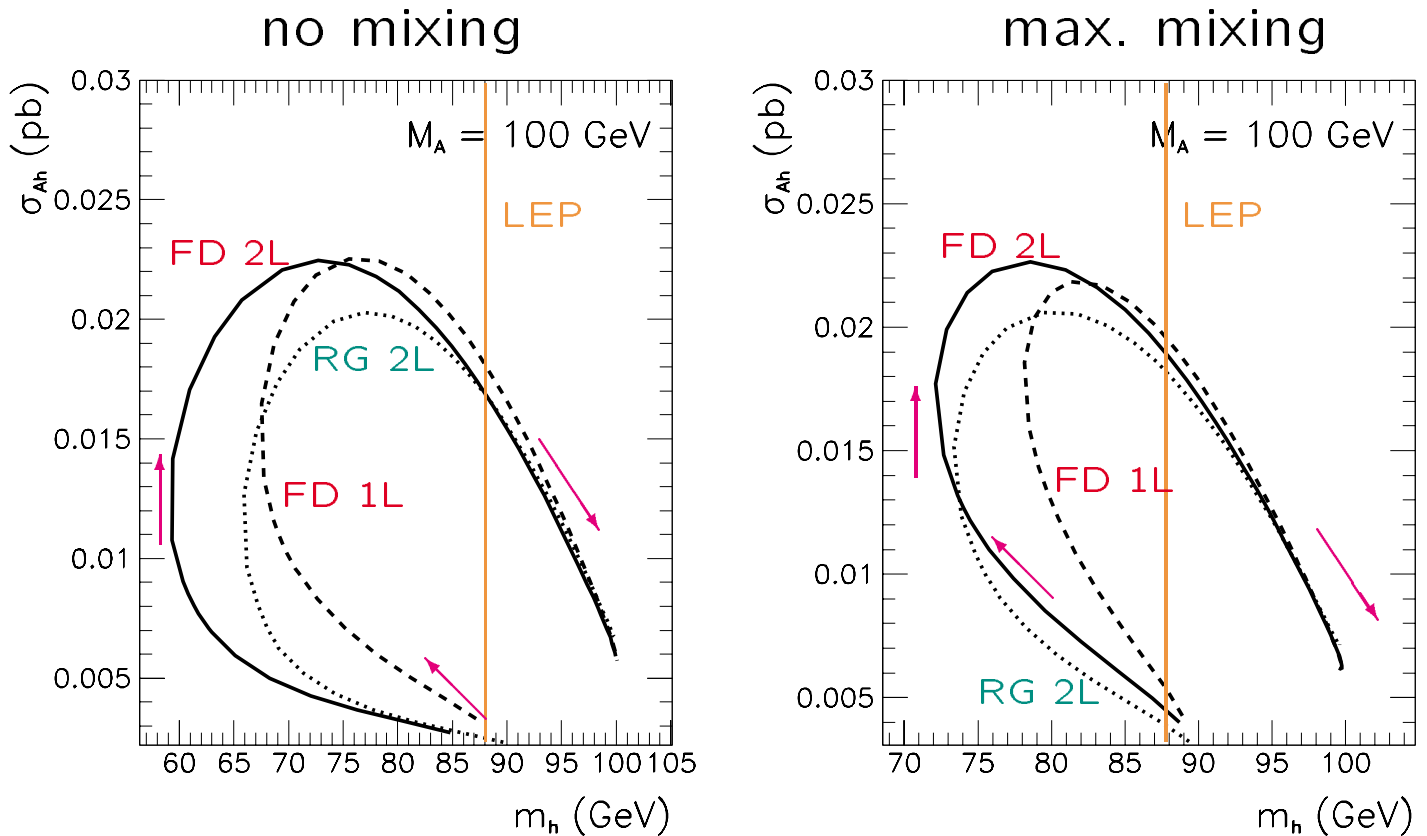 no mixing
σAh (pb)
0.03
0.025
0.02
0.015
0.01
0.005
MA = 100 GeV
LEP
FD 2L
RG 2L
FD 1L
60 65 70 75 80 85 90 95 100 105
mh (GeV)
max. mixing
σAh (pb)
0.03
0.025
0.02
0.015
0.01
0.005
MA = 100 GeV
LEP
FD 2L
FD 1L
RG 2L
70 75 80 85 90 95 100
mh (GeV)